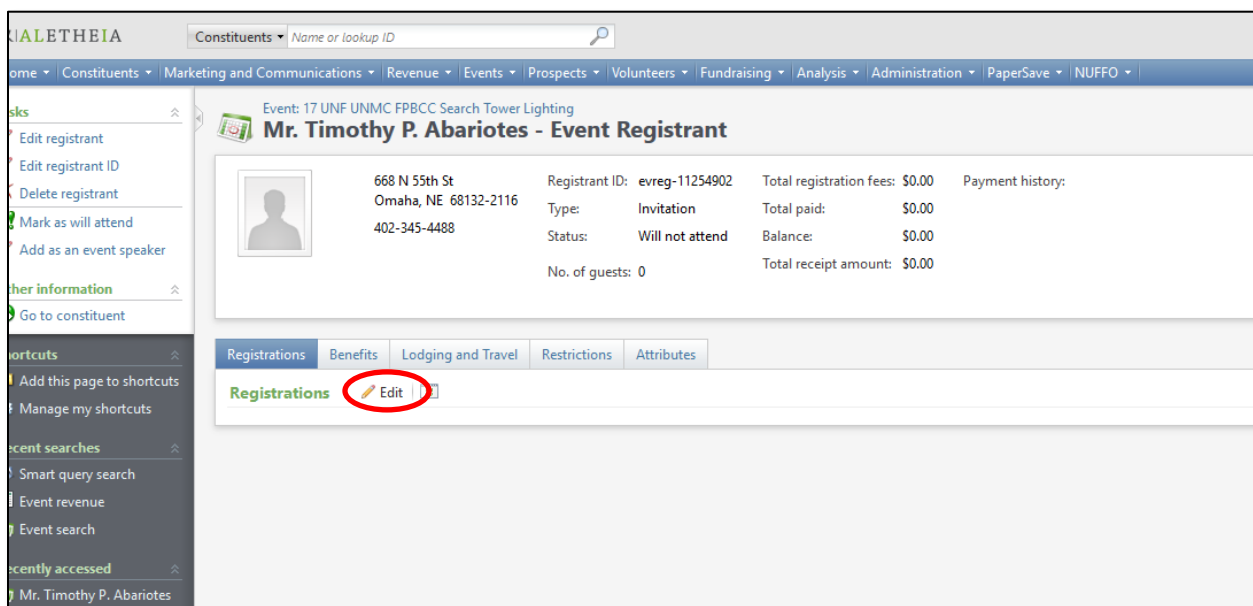 ALETHEIA
Constituents Name or lookup ID
ome Constituents Marketing and Communications Revenue Events Prospects Volunteers Fundraising Analysis Administration PaperSave NUFFO
sks
Edit registrant
Edit registrant ID
Delete registrant
Mark as will attend
Add as an event speaker
her information
Go to constituent
ortcuts
Add this page to shortcuts
Manage my shortcuts
ecent searches
Smart query search
Event revenue
Event search
ecently accessed
Mr. Timothy P. Abariotes
Event: 17 UNF UNMC FPBCC Search Tower Lighting
Mr. Timothy P. Abariotes - Event Registrant
668 N 55th St
Omaha, NE 68132-2116
402-345-4488
Registrant ID: evreg-11254902
Type: Invitation
Status: Will not attend
No. of guests: 0
Total registration fees: $0.00
Total paid: $0.00
Balance: $0.00
Total receipt amount: $0.00
Payment history:
Registrations Benefits Lodging and Travel Restrictions Attributes
Registrations Edit